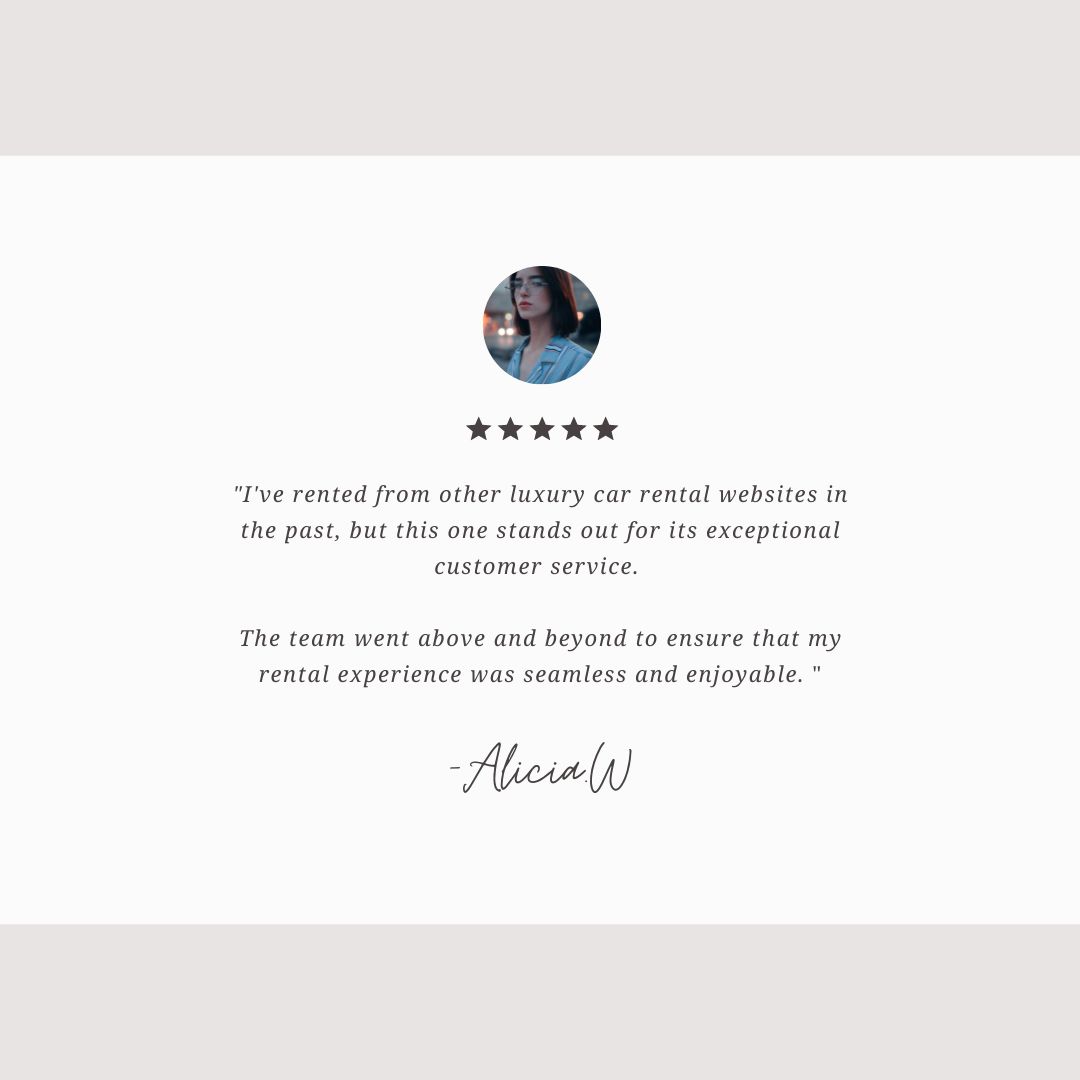 "I've rented from other luxury car rental websites in
the past, but this one stands out for its exceptional
customer service.
The team went above and beyond to ensure that my
rental experience was seamless and enjoyable. "
-Alicia.W